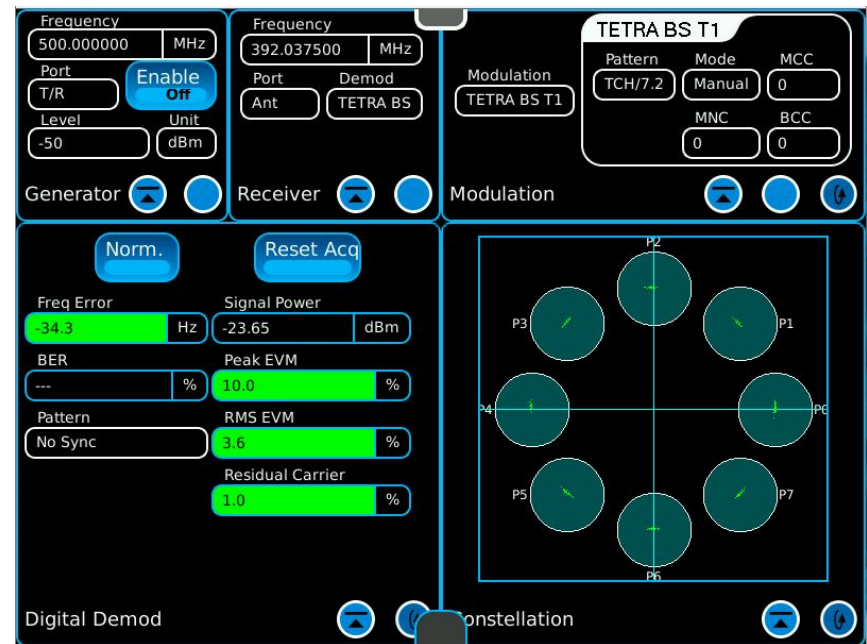 Frequency
500.000000 MHz
Port
T/R
Enable
Off
Level
Unit
-50
dBm
Generator
Frequency
392.037500 MHz
Port
Demod
Ant
TETRA BS
Receiver
TETRA BS T1
Modulation
TETRA BS T1
Pattern
Mode
MCC
TCH/7.2
Manual
0
MNC
BCC
0
0
Modulation
Norm.
Reset Acq
Freq Error
Signal Power
-34.3 Hz
-23.65 dBm
BER
Peak EVM
--- %
10.0 %
Pattern
RMS EVM
No Sync
3.6 %
Residual Carrier
1.0 %
Digital Demod
P2
P3
P1
P4
P0
P5
P7
P6
onstellation